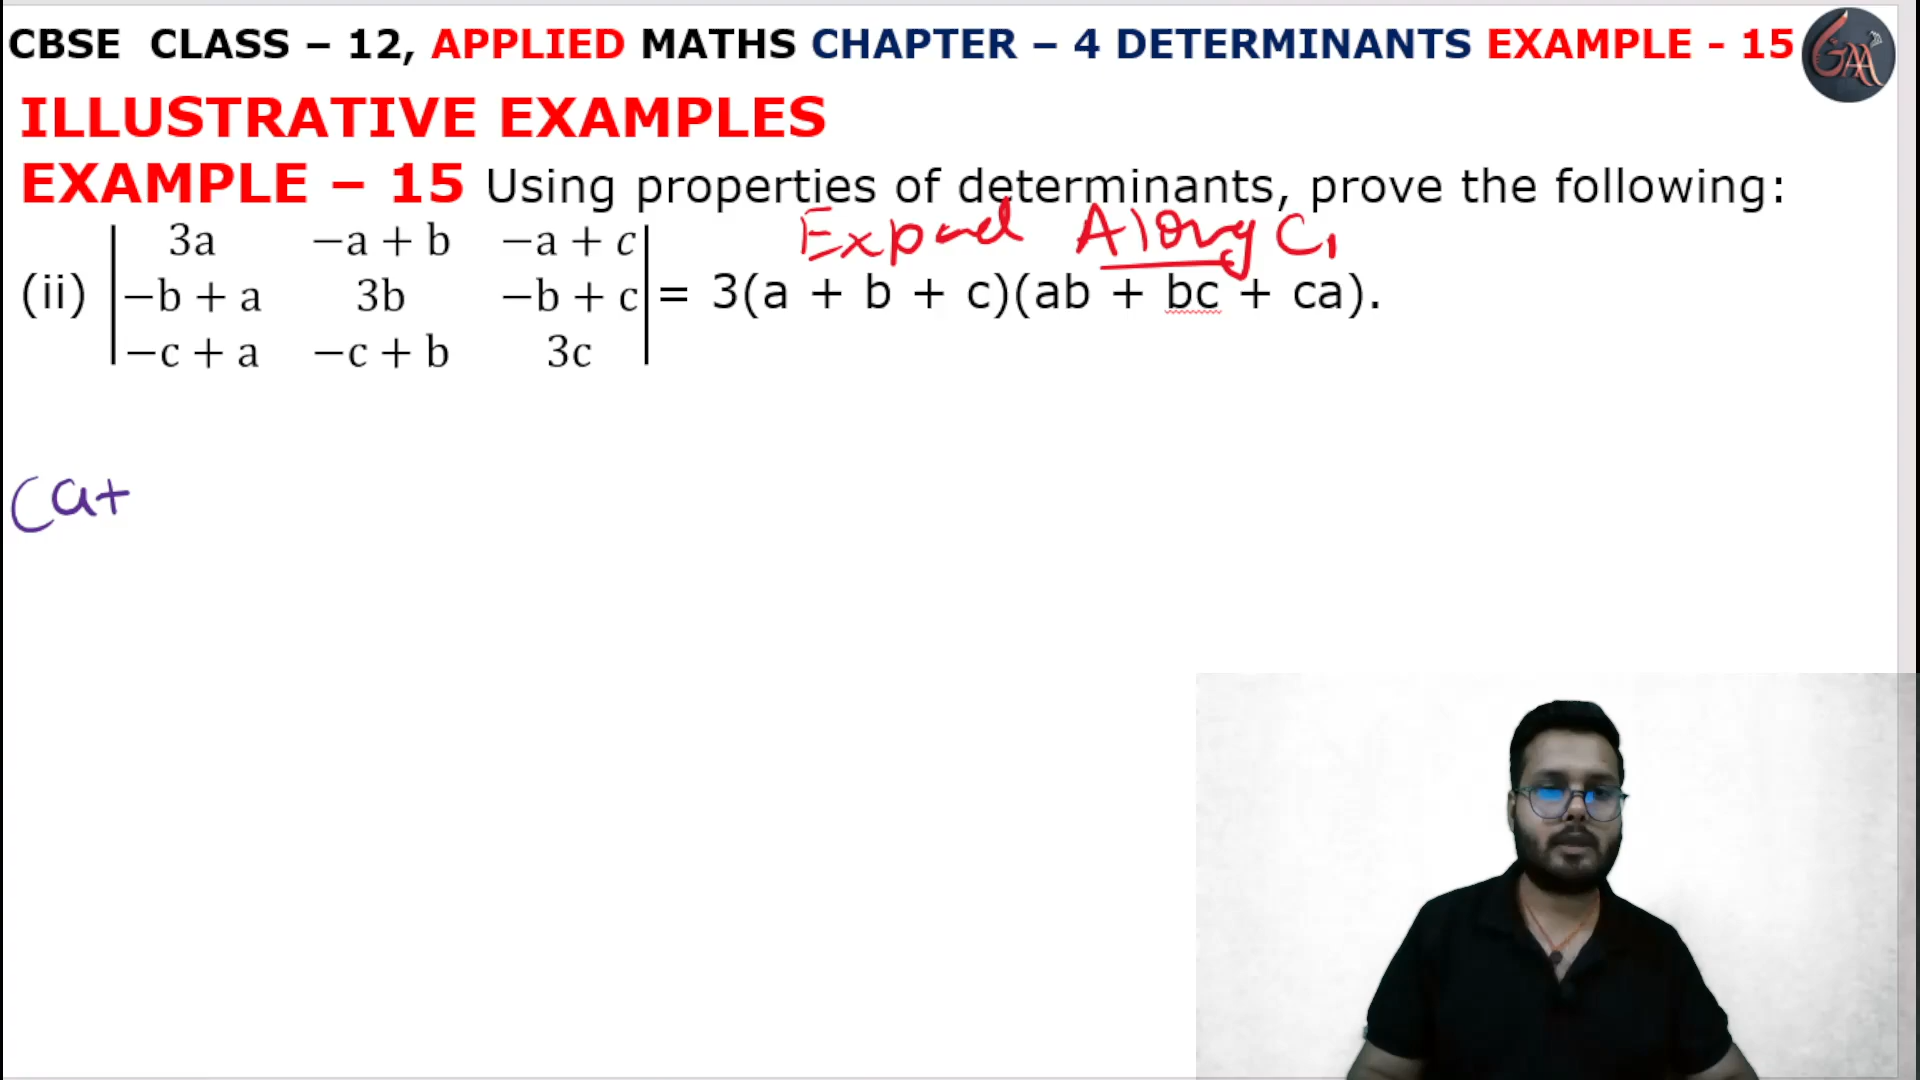 CBSE CLASS – 12, APPLIED MATHS CHAPTER – 4 DETERMINANTS EXAMPLE - 15
GAA
ILLUSTRATIVE EXAMPLES
EXAMPLE – 15 Using properties of determinants, prove the following:
Expand Along C₁
(ii) |3a −a + b −a + c|
|−b + a 3b −b + c| = 3(a + b + c)(ab + bc + ca).
|−c + a −c + b 3c|
(a+